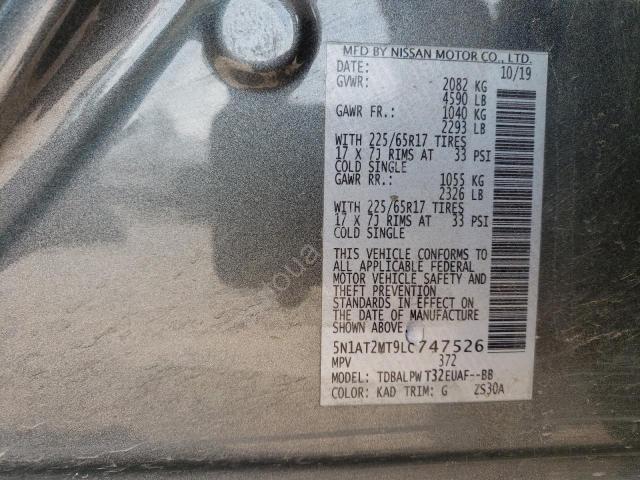 MFD BY NISSAN MOTOR CO., LTD.
DATE: 10/19
GVWR: 2082 KG
4590 LB
GAWR FR.: 1040 KG
2293 LB
WITH 225/65R17 TIRES
17 X 7J RIMS AT 33 PSI
COLD SINGLE
GAWR RR.: 1055 KG
2326 LB
WITH 225/65R17 TIRES
17 X 7J RIMS AT 33 PSI
COLD SINGLE
THIS VEHICLE CONFORMS TO
ALL APPLICABLE FEDERAL
MOTOR VEHICLE SAFETY AND
THEFT PREVENTION
STANDARDS IN EFFECT ON
THE DATE OF MANUFACTURE
SHOWN ABOVE
5N1AT2MT9LC747526
MPV 372
MODEL: TDBALPW T32EUAF--BB
COLOR: KAD TRIM: G ZS30A